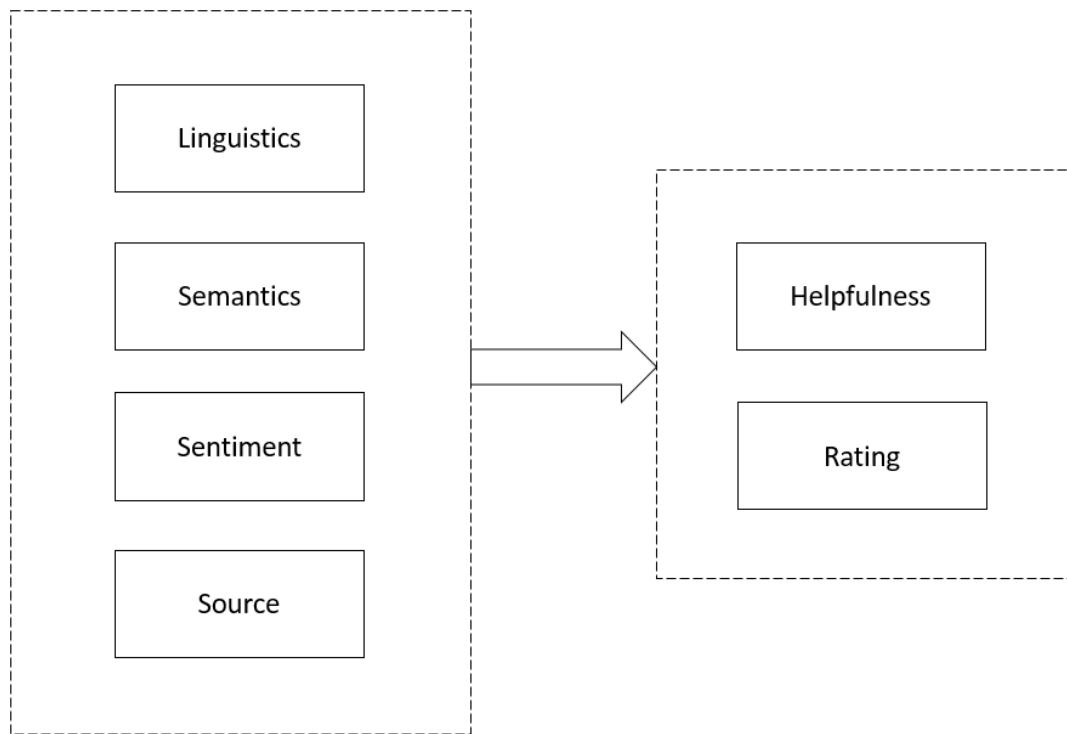 Linguistics
Semantics
Sentiment
Source
Helpfulness
Rating